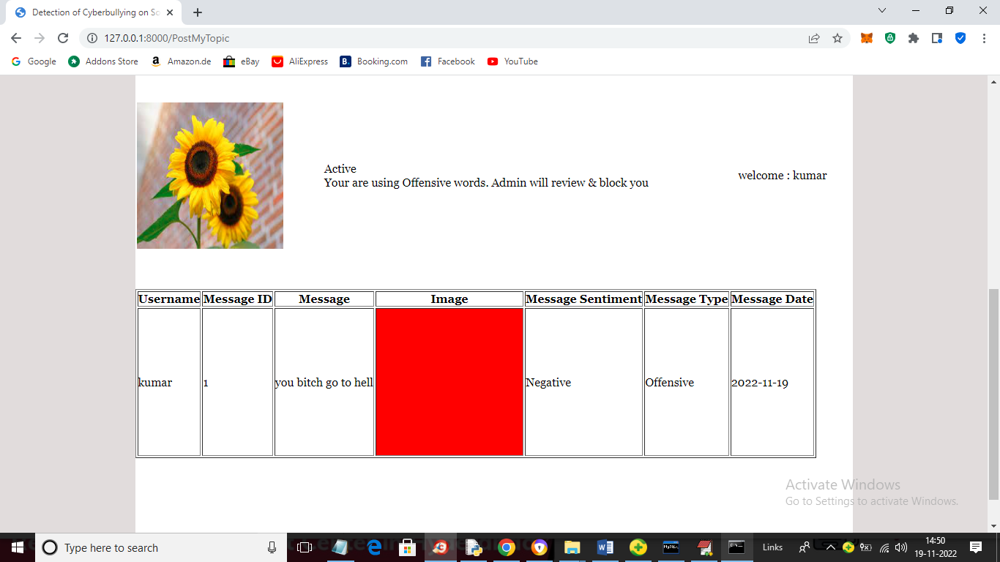 Detection of Cyberbullying on So
127.0.0.1:8000/PostMyTopic
Google Addons Store Amazon.de eBay AliExpress Booking.com Facebook YouTube
Active
Your are using Offensive words. Admin will review & block you
welcome : kumar
Username Message ID Message Image Message Sentiment Message Type Message Date
kumar 1 you bitch go to hell Negative Offensive 2022-11-19
Activate Windows
Go to Settings to activate Windows.
Type here to search
Links
14:50
19-11-2022